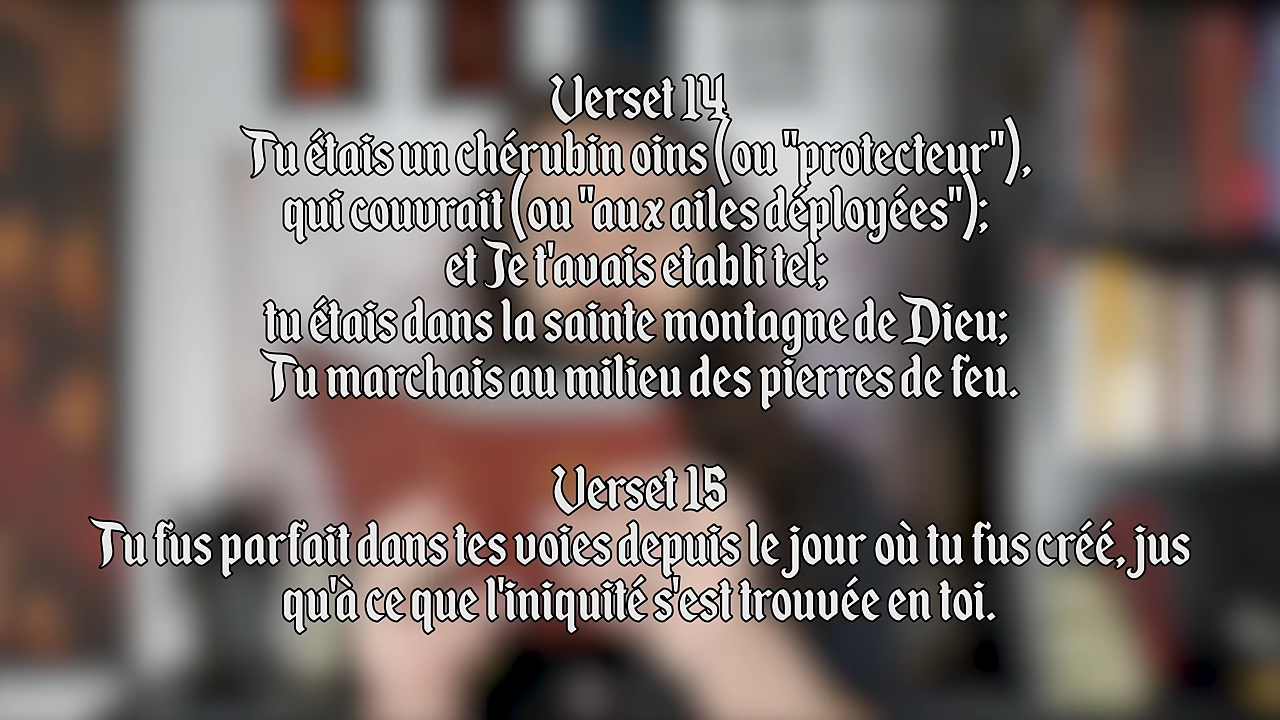 Verset 14
Tu étais un chérubin oins (ou "protecteur"),
qui couvrait (ou "aux ailes déployées");
et Je t'avais etabli tel;
tu étais dans la sainte montagne de Dieu;
Tu marchais au milieu des pierres de feu.
Verset 15
Tu fus parfait dans tes voies depuis le jour où tu fus créé, jus
qu'à ce que l'iniquité s'est trouvée en toi.